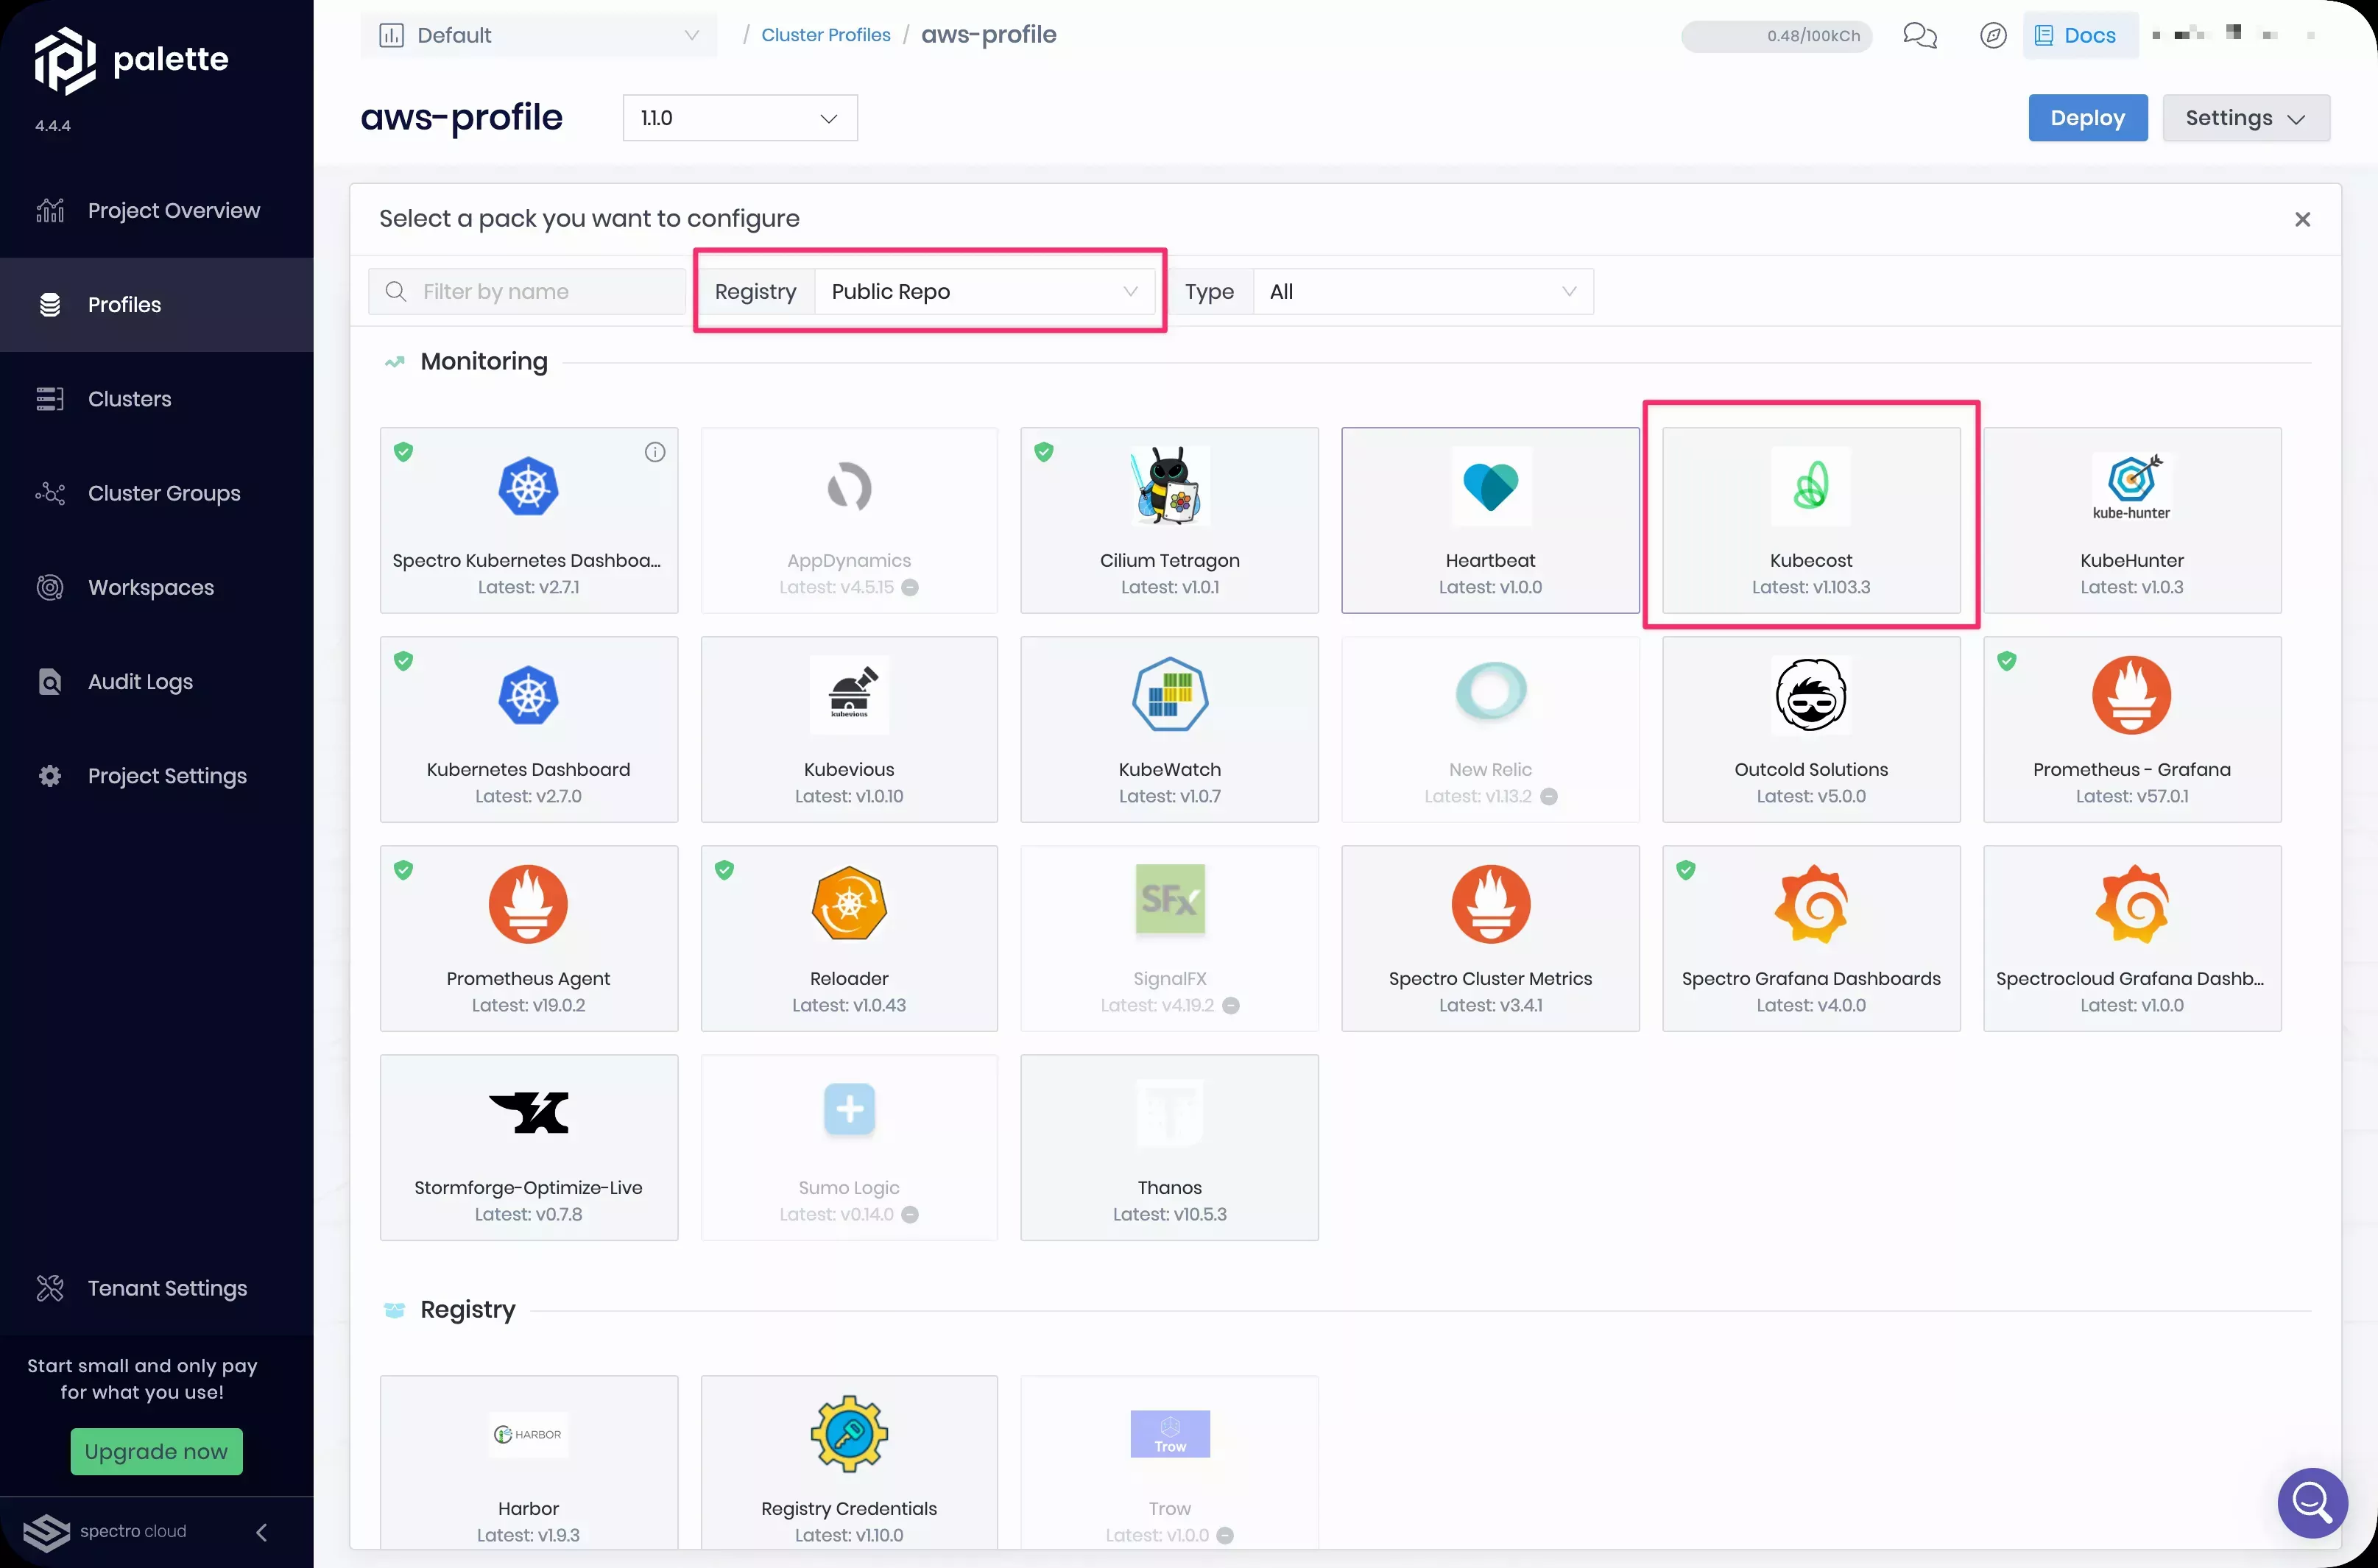 palette
4.4.4
Project Overview
Profiles
Clusters
Cluster Groups
Workspaces
Audit Logs
Project Settings
Tenant Settings
Start small and only pay
for what you use!
Upgrade now
spectro cloud
Default / Cluster Profiles / aws-profile
0.48/100kCh
Docs
aws-profile
1.1.0
Deploy
Settings
Select a pack you want to configure
Filter by name
Registry Public Repo
Type All
Monitoring
Spectro Kubernetes Dashboa...
Latest: v2.7.1
AppDynamics
Latest: v4.5.15
Cilium Tetragon
Latest: v1.0.1
Heartbeat
Latest: v1.0.0
Kubecost
Latest: v1.103.3
kube-hunter
KubeHunter
Latest: v1.0.3
Kubernetes Dashboard
Latest: v2.7.0
kubevious
Kubevious
Latest: v1.0.10
KubeWatch
Latest: v1.0.7
New Relic
Latest: v1.13.2
Outcold Solutions
Latest: v5.0.0
Prometheus - Grafana
Latest: v57.0.1
Prometheus Agent
Latest: v19.0.2
Reloader
Latest: v1.0.43
SFx
SignalFX
Latest: v4.19.2
Spectro Cluster Metrics
Latest: v3.4.1
Spectro Grafana Dashboards
Latest: v4.0.0
Spectrocloud Grafana Dashb...
Latest: v1.0.0
Stormforge-Optimize-Live
Latest: v0.7.8
Sumo Logic
Latest: v0.14.0
Thanos
Latest: v10.5.3
Registry
HARBOR
Harbor
Latest: v1.9.3
Registry Credentials
Latest: v1.10.0
Trow
Trow
Latest: v1.0.0